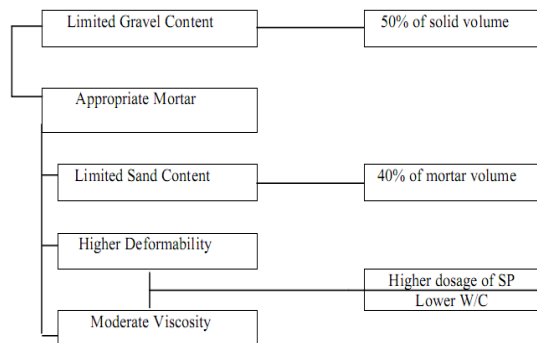 Limited Gravel Content
50% of solid volume
Appropriate Mortar
Limited Sand Content
40% of mortar volume
Higher Deformability
Higher dosage of SP
Lower W/C
Moderate Viscosity